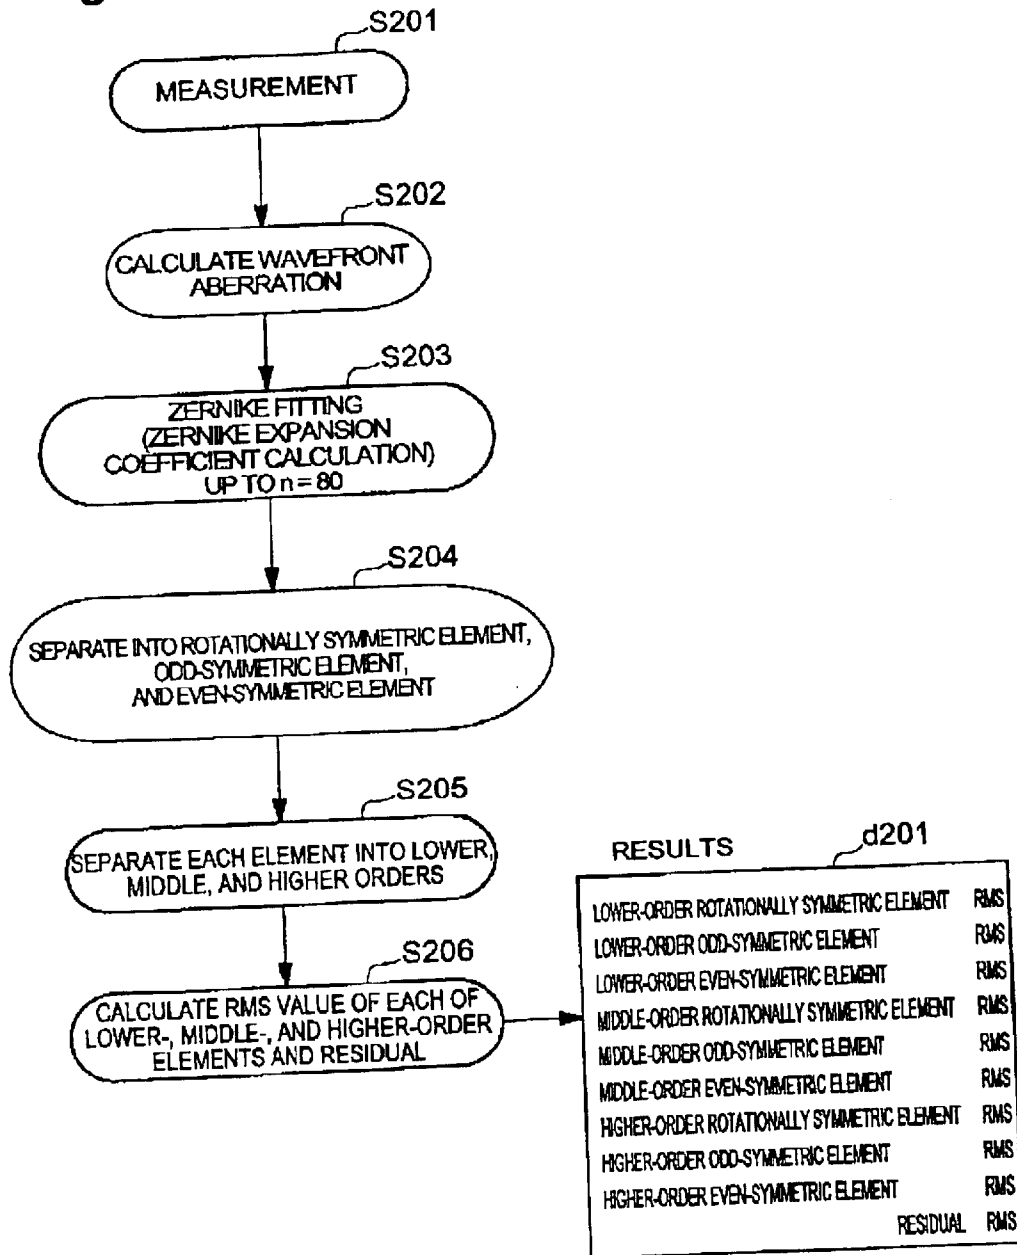 S201
MEASUREMENT
S202
CALCULATE WAVEFRONT
ABERRATION
S203
ZERNIKE FITTING
(ZERNIKE EXPANSION
COEFFICIENT CALCULATION)
UP TO n = 80
S204
SEPARATE INTO ROTATIONALLY SYMMETRIC ELEMENT,
ODD-SYMMETRIC ELEMENT,
AND EVEN-SYMMETRIC ELEMENT
S205
SEPARATE EACH ELEMENT INTO LOWER,
MIDDLE, AND HIGHER ORDERS
S206
CALCULATE RMS VALUE OF EACH OF
LOWER-, MIDDLE-, AND HIGHER-ORDER
ELEMENTS AND RESIDUAL
RESULTS d201
LOWER-ORDER ROTATIONALLY SYMMETRIC ELEMENT RMS
LOWER-ORDER ODD-SYMMETRIC ELEMENT RMS
LOWER-ORDER EVEN-SYMMETRIC ELEMENT RMS
MIDDLE-ORDER ROTATIONALLY SYMMETRIC ELEMENT RMS
MIDDLE-ORDER ODD-SYMMETRIC ELEMENT RMS
MIDDLE-ORDER EVEN-SYMMETRIC ELEMENT RMS
HIGHER-ORDER ROTATIONALLY SYMMETRIC ELEMENT RMS
HIGHER-ORDER ODD-SYMMETRIC ELEMENT RMS
HIGHER-ORDER EVEN-SYMMETRIC ELEMENT RMS
RESIDUAL RMS